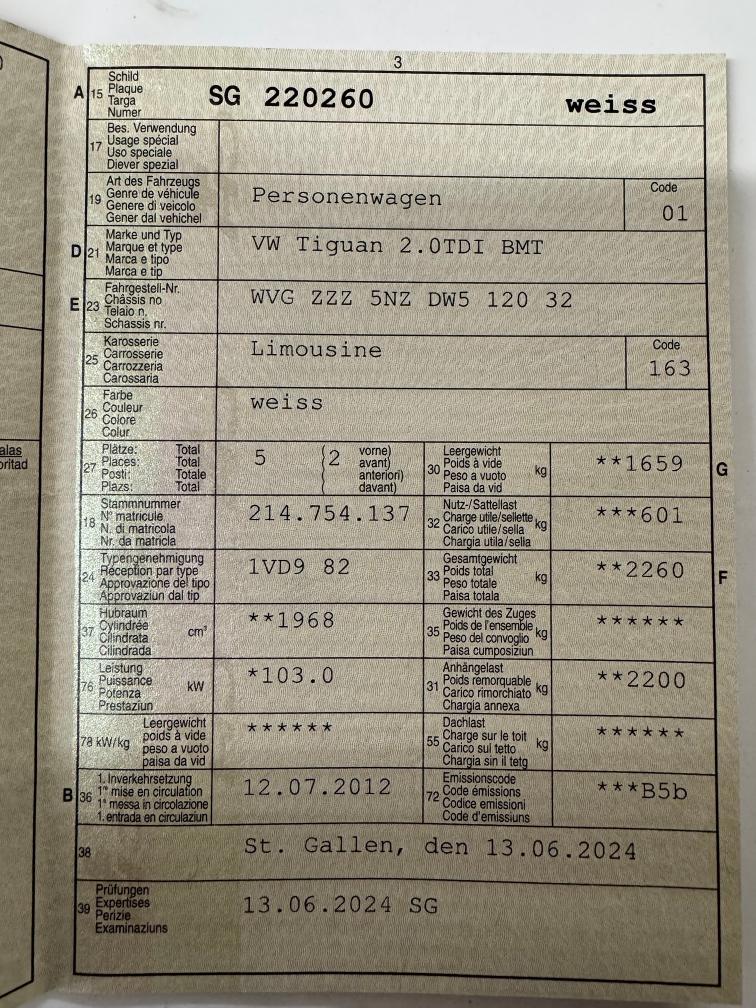 3
A 15 Schild
Plaque
Targa
Numer
SG 220260 weiss
17 Bes. Verwendung
Usage spécial
Uso speciale
Diever spezial
19 Art des Fahrzeugs
Genre de véhicule
Genere di veicolo
Gener dal vehichel
Personenwagen
Code
01
D 21 Marke und Typ
Marque et type
Marca e tipo
Marca e tip
VW Tiguan 2.0TDI BMT
E 23 Fahrgestell-Nr.
Châssis no
Telaio n.
Schassis nr.
WVG ZZZ 5NZ DW5 120 32
25 Karosserie
Carrosserie
Carrozzeria
Carossaria
Limousine
Code
163
26 Farbe
Couleur
Colore
Colur
weiss
27 Plätze: Total
Places: Total
Posti: Totale
Plazs: Total
5 (2 vorne)
avant)
anteriori)
davant)
30 Leergewicht
Poids à vide
Peso a vuoto
Paisa da vid
kg
**1659
G
18 Stammnummer
N° matricule
N. di matricola
Nr. da matricla
214.754.137
32 Nutz-/Sattellast
Charge utile/sellette
Carico utile/sella
Chargia utila/sella
kg
***601
24 Typengenehmigung
Réception par type
Approvazione del tipo
Approvaziun dal tip
1VD9 82
33 Gesamtgewicht
Poids total
Peso totale
Paisa totala
kg
**2260
F
37 Hubraum
Cylindrée
Cilindrata
Cilindrada
cm³
**1968
35 Gewicht des Zuges
Poids de l'ensemble
Peso del convoglio
Paisa cumposiziun
kg
******
76 Leistung
Puissance
Potenza
Prestaziun
kW
*103.0
31 Anhängelast
Poids remorquable
Carico rimorchiato
Chargia annexa
kg
**2200
78 kW/kg Leergewicht
poids à vide
peso a vuoto
paisa da vid
******
55 Dachlast
Charge sur le toit
Carico sul tetto
Chargia sin il tetg
kg
******
B 36 1. Inverkehrsetzung
1re mise en circulation
1a messa in circolazione
1. entrada en circulaziun
12.07.2012
72 Emissionscode
Code émissions
Codice emissioni
Code d'emissiuns
***B5b
38 St. Gallen, den 13.06.2024
39 Prüfungen
Expertises
Perizie
Examinaziuns
13.06.2024 SG